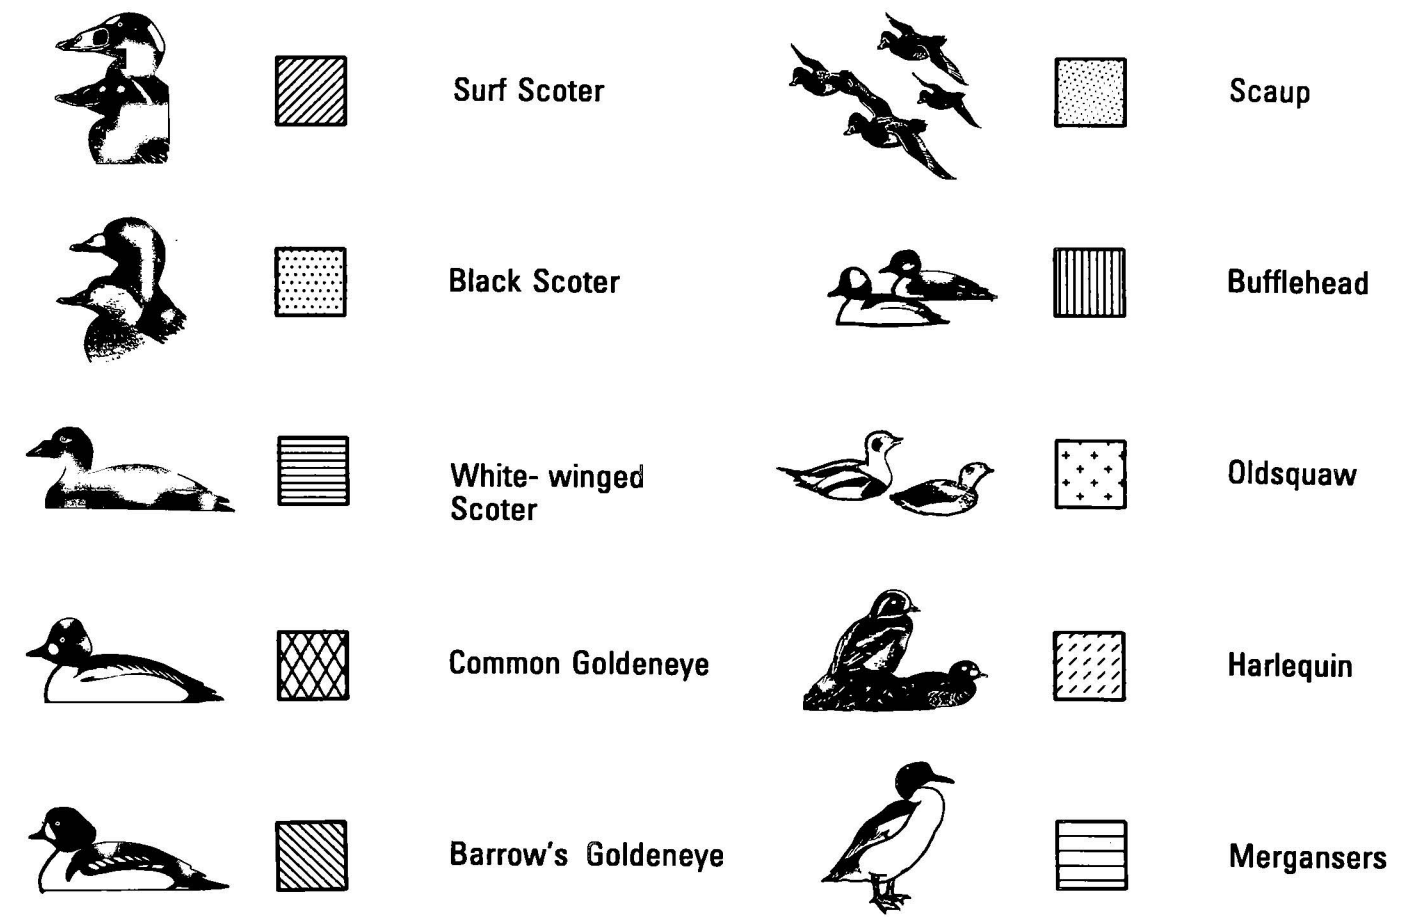 Surf Scoter
Scaup
Black Scoter
Bufflehead
White- winged
Scoter
Oldsquaw
Common Goldeneye
Harlequin
Barrow's Goldeneye
Mergansers